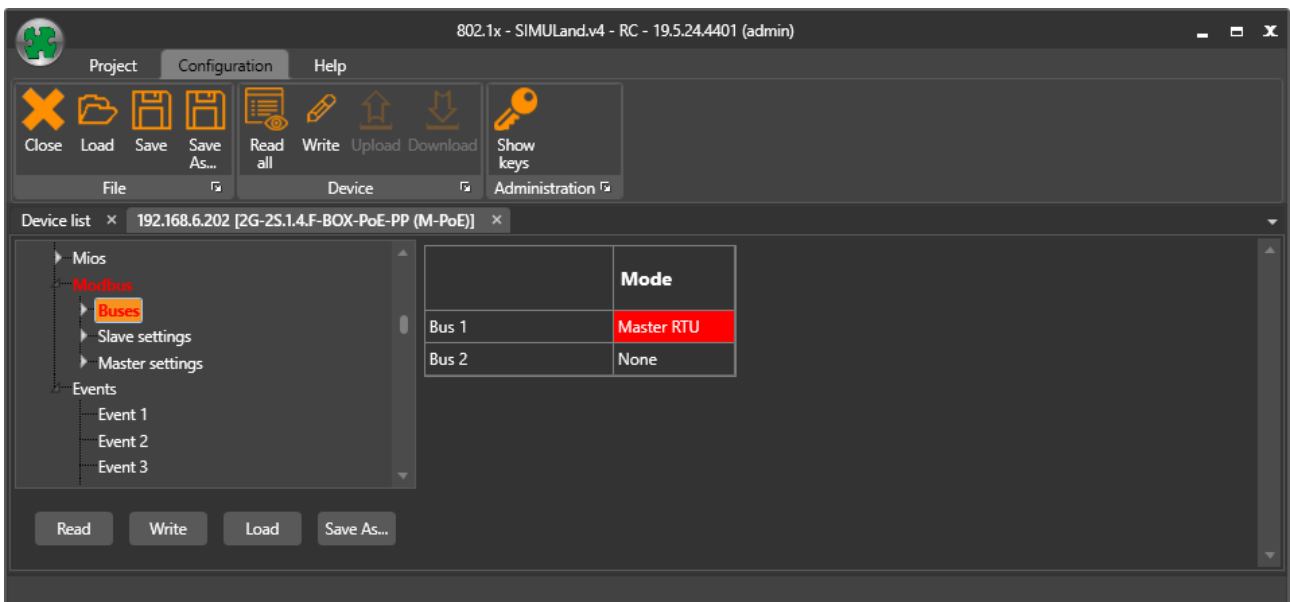 802.1x - SIMULand.v4 - RC - 19.5.24.4401 (admin)
Project Configuration Help
Close Load Save Save As... Read all Write Upload Download Show keys
File Device Administration
Device list × 192.168.6.202 [2G-2S.1.4.F-BOX-PoE-PP (M-PoE)] ×
Mios
Modbus
Buses
Slave settings
Master settings
Events
Event 1
Event 2
Event 3
Mode
Bus 1 Master RTU
Bus 2 None
Read Write Load Save As...